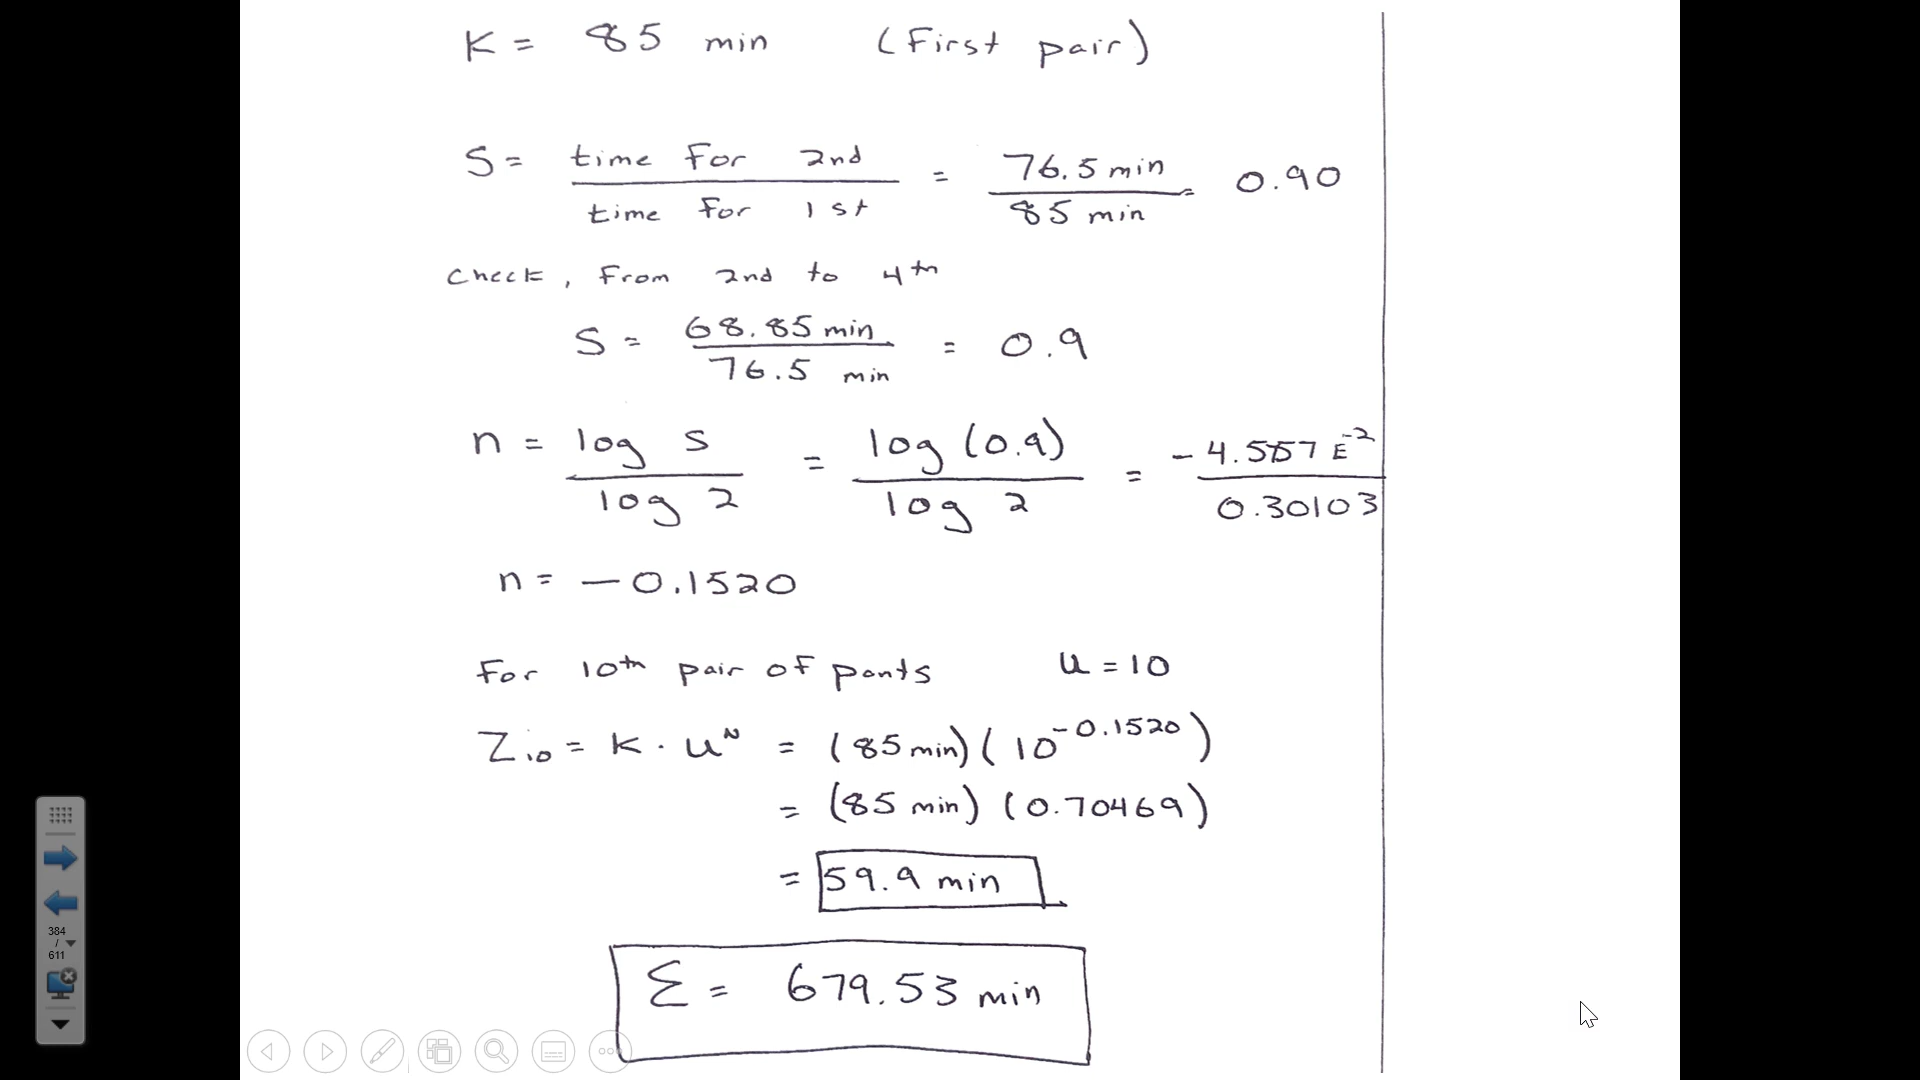 K = 85 min (First pair)
S = time for 2nd / time for 1st = 76.5 min / 85 min = 0.90
Check, From 2nd to 4th
S = 68.85 min / 76.5 min = 0.9
n = log S / log 2 = log (0.9) / log 2 = -4.557 E-2 / 0.30103
n = -0.1520
For 10th pair of pants u = 10
Z10 = K · u^N = (85 min)(10^-0.1520)
= (85 min) (0.70469)
= 59.9 min
Σ = 679.53 min
384
/
611